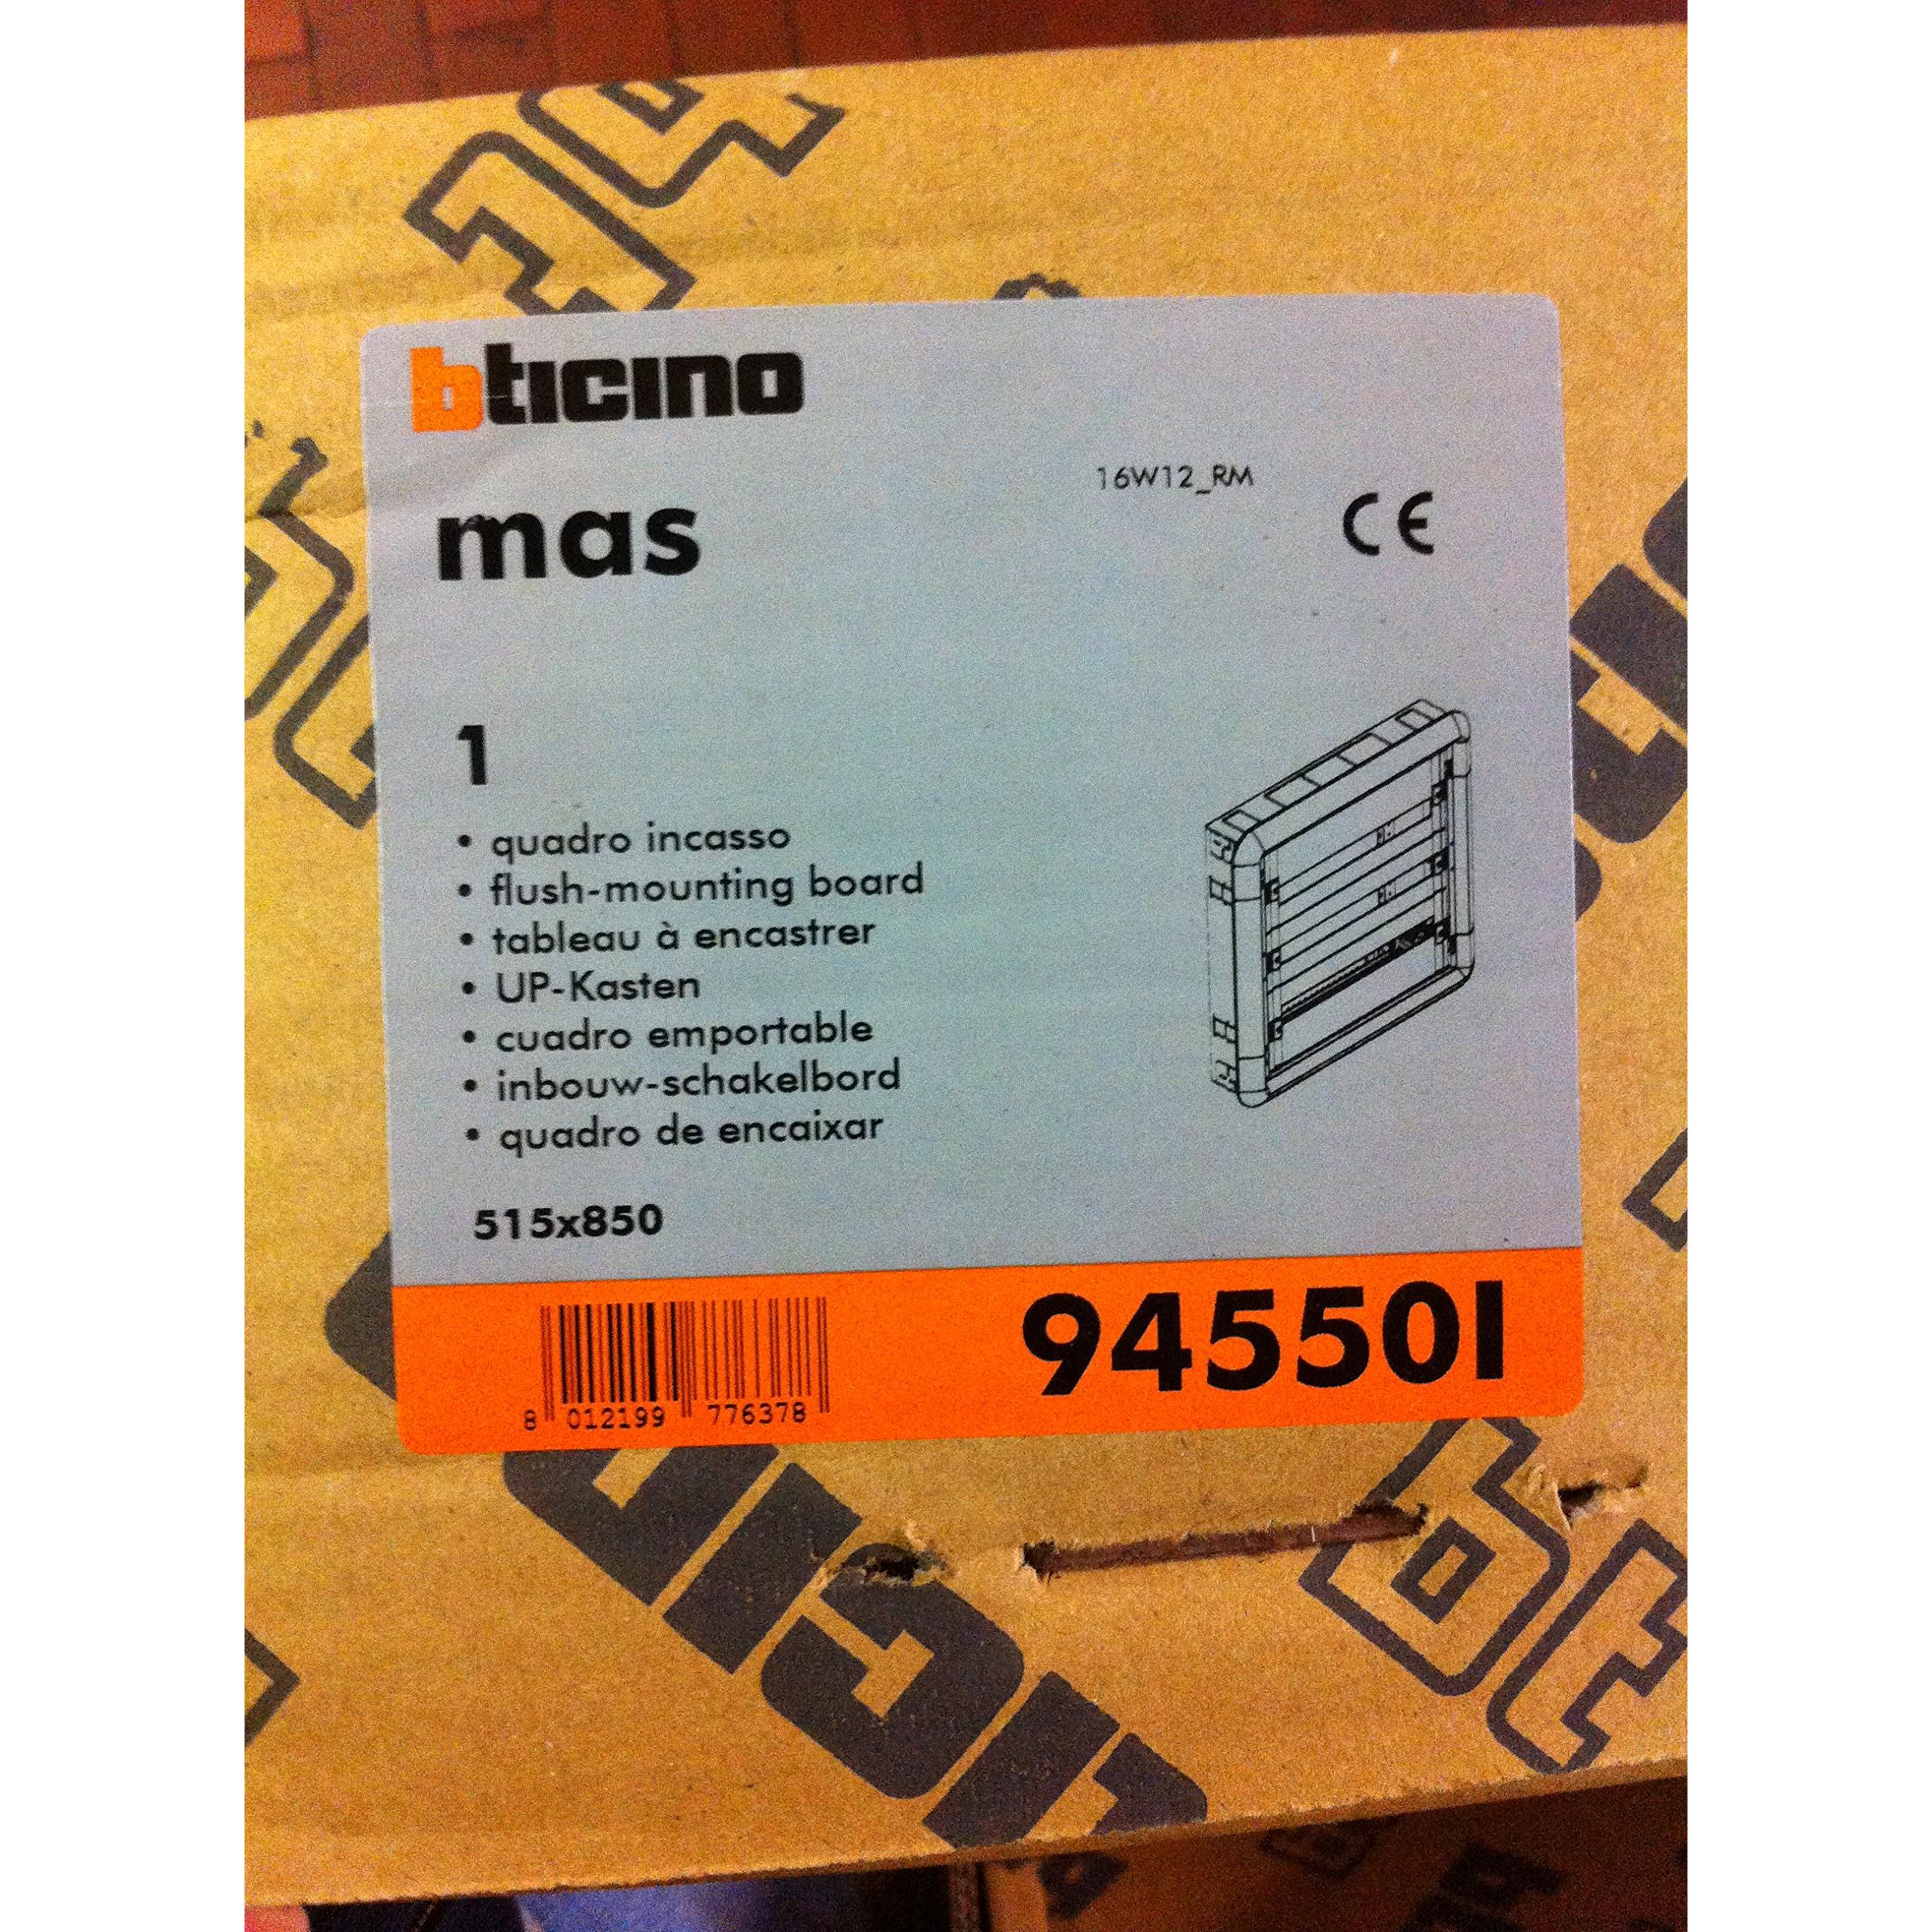 bticino
16W12_RM
CE
mas
1
• quadro incasso
• flush-mounting board
• tableau à encastrer
• UP-Kasten
• cuadro emportable
• inbouw-schakelbord
• quadro de encaixar
515x850
94550I
8 012199 776378